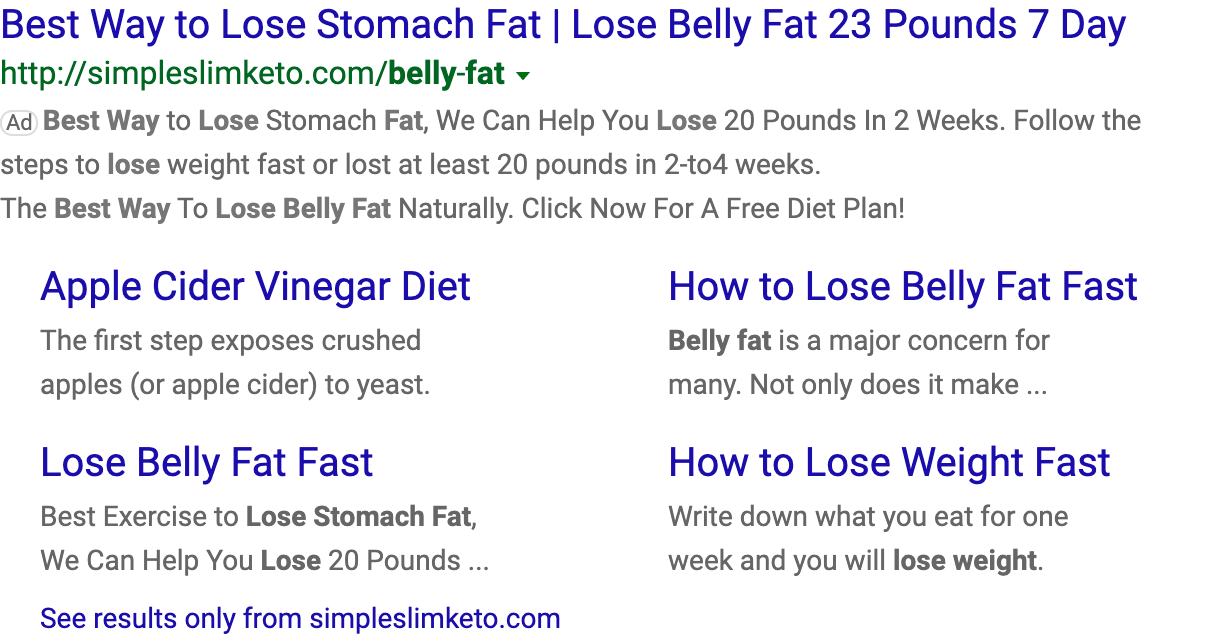 Best Way to Lose Stomach Fat | Lose Belly Fat 23 Pounds 7 Day
http://simpleslimketo.com/belly-fat
Ad Best Way to Lose Stomach Fat, We Can Help You Lose 20 Pounds In 2 Weeks. Follow the
steps to lose weight fast or lost at least 20 pounds in 2-to4 weeks.
The Best Way To Lose Belly Fat Naturally. Click Now For A Free Diet Plan!
Apple Cider Vinegar Diet
The first step exposes crushed
apples (or apple cider) to yeast.
How to Lose Belly Fat Fast
Belly fat is a major concern for
many. Not only does it make ...
Lose Belly Fat Fast
Best Exercise to Lose Stomach Fat,
We Can Help You Lose 20 Pounds ...
How to Lose Weight Fast
Write down what you eat for one
week and you will lose weight.
See results only from simpleslimketo.com